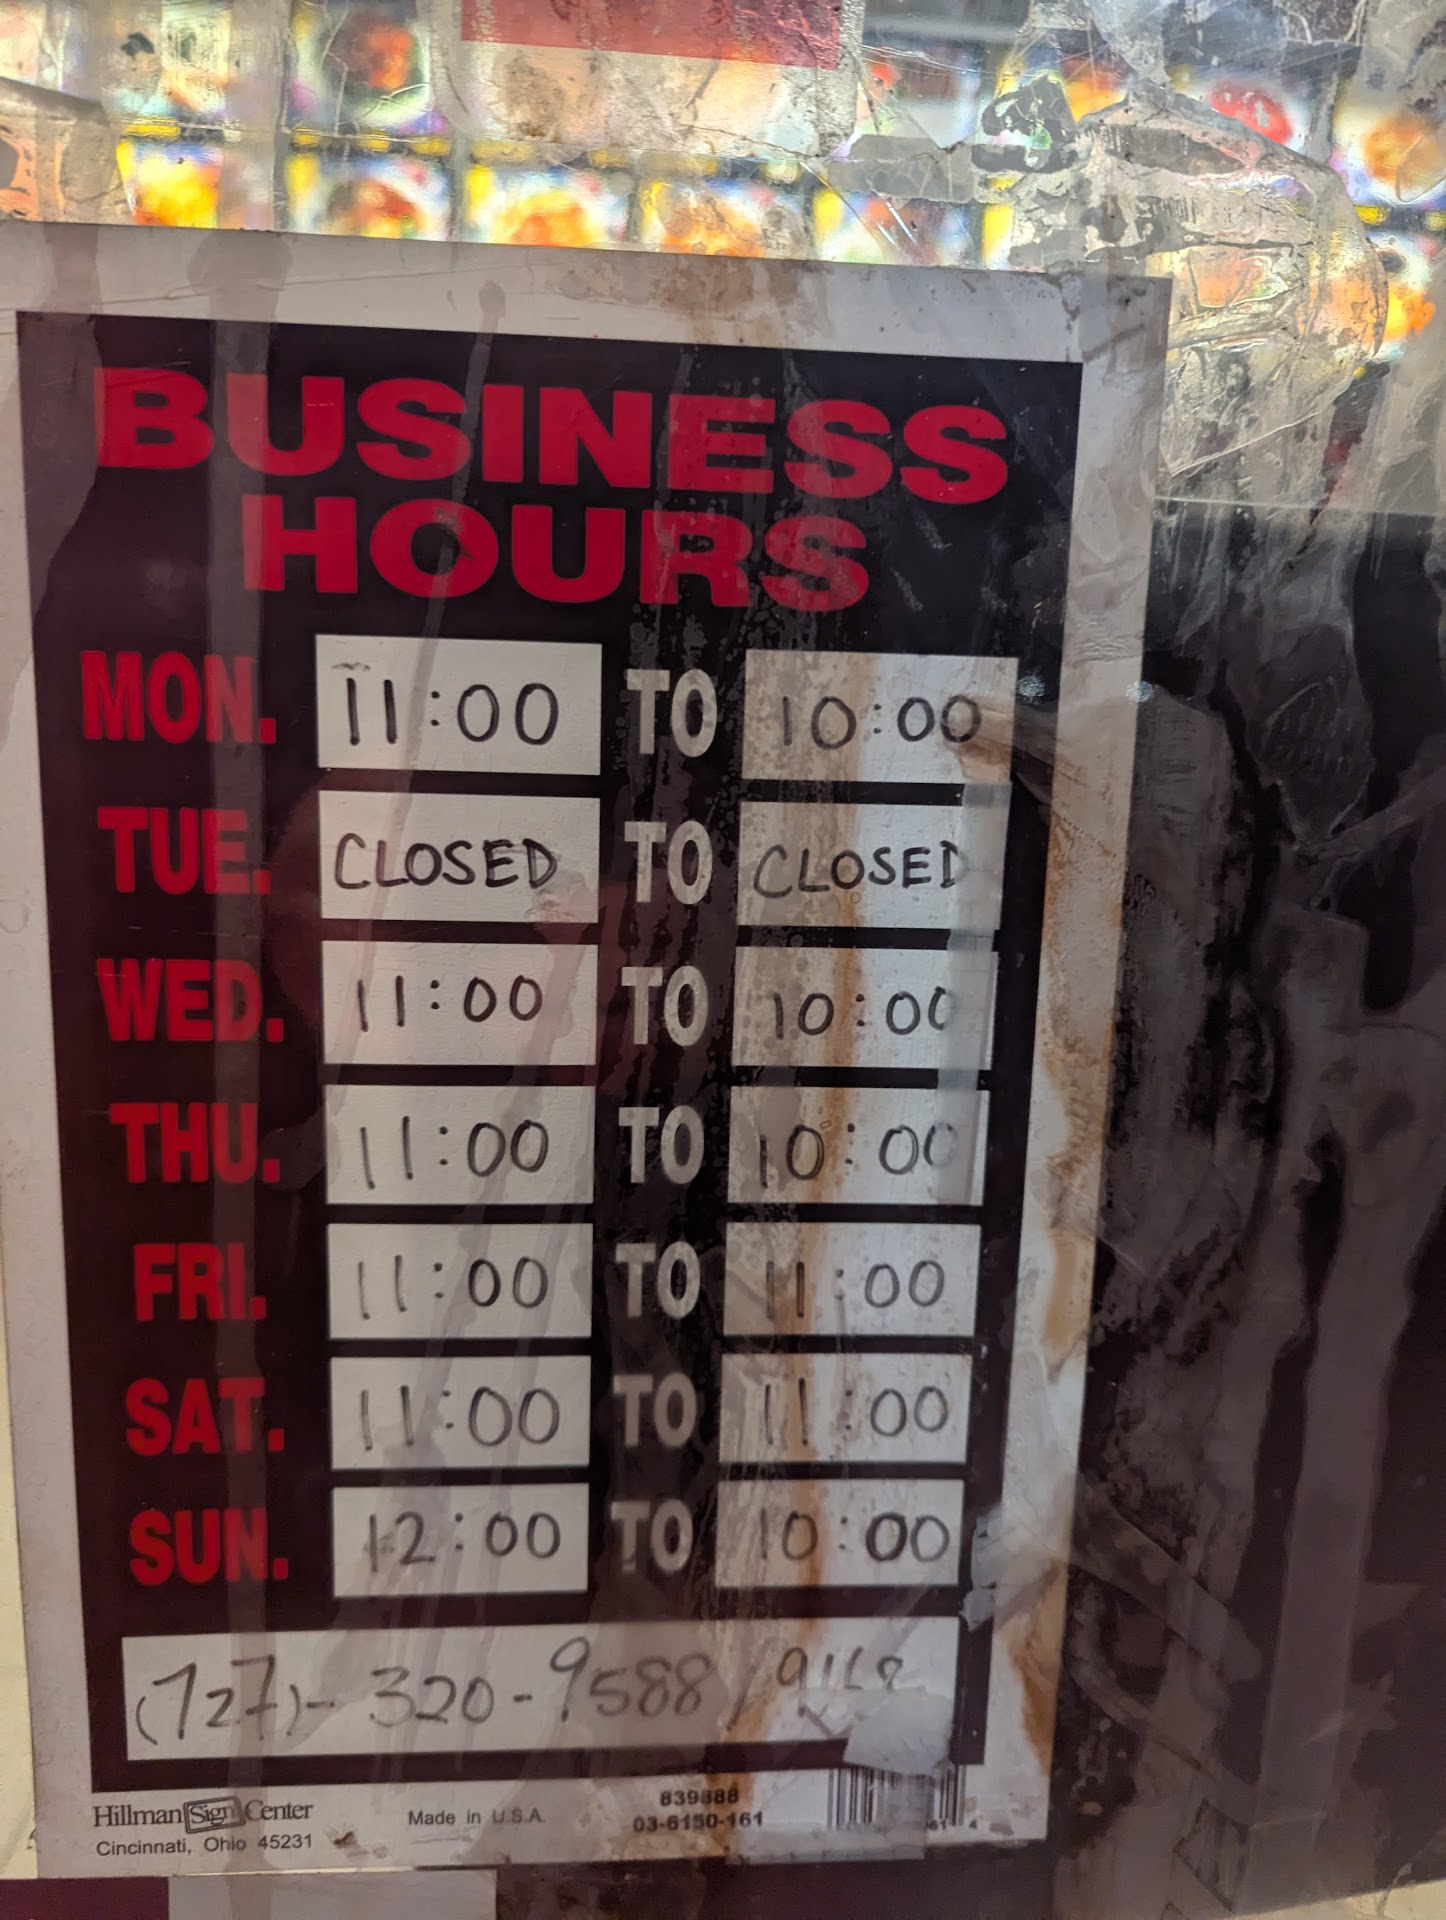 BUSINESS
HOURS
MON. 11:00 TO 10:00
TUE. CLOSED TO CLOSED
WED. 11:00 TO 10:00
THU. 11:00 TO 10:00
FRI. 11:00 TO 11:00
SAT. 11:00 TO 11:00
SUN. 12:00 TO 10:00
(727)-320-9588/9168
Hillman Sign Center
Cincinnati, Ohio 45231
Made in U.S.A.
839888
03-6150-161